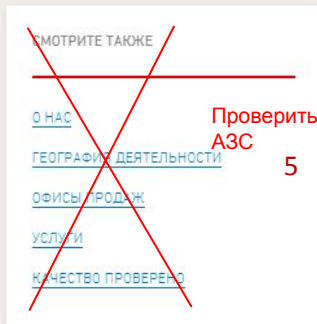 СМОТРИТЕ ТАКЖЕ
О НАС
Проверить
АЗС
ГЕОГРАФИЯ ДЕЯТЕЛЬНОСТИ
5
ОФИСЫ ПРОДАЖ
УСЛУГИ
КАЧЕСТВО ПРОВЕРЕНО